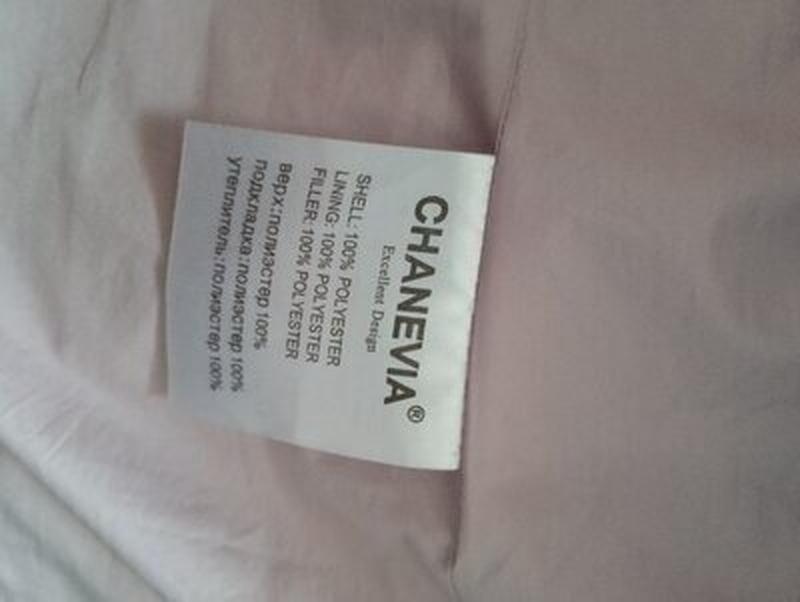 CHANEVIA®
Excellent Design
SHELL: 100% POLYESTER
LINING: 100% POLYESTER
FILLER: 100% POLYESTER
верх:полиэстер 100%
подкладка:полиэстер 100%
утеплитель:полиэстер 100%